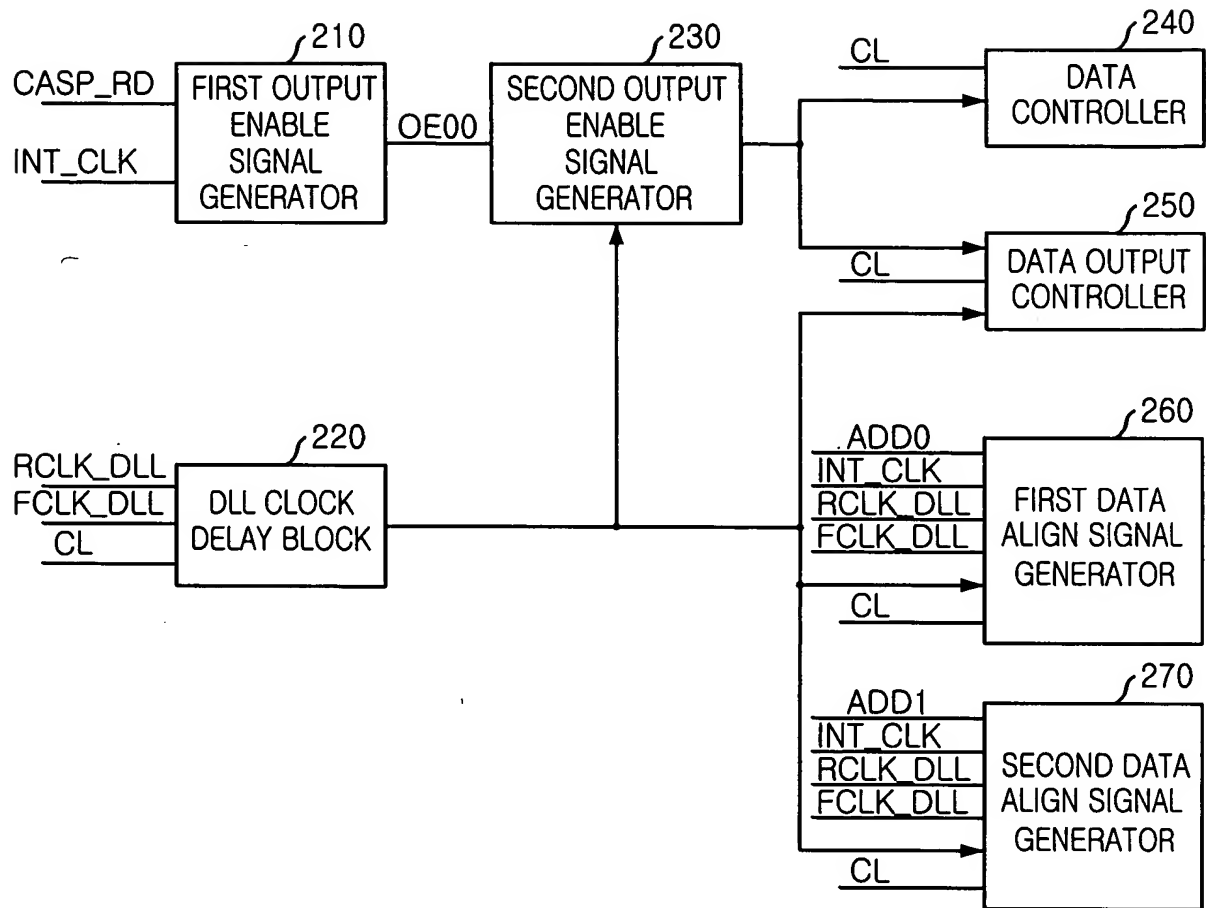 210
CASP_RD
INT_CLK
FIRST OUTPUT
ENABLE
SIGNAL
GENERATOR
OE00
230
SECOND OUTPUT
ENABLE
SIGNAL
GENERATOR
240
CL
DATA
CONTROLLER
250
CL
DATA OUTPUT
CONTROLLER
220
RCLK_DLL
FCLK_DLL
CL
DLL CLOCK
DELAY BLOCK
260
ADD0
INT_CLK
RCLK_DLL
FCLK_DLL
CL
FIRST DATA
ALIGN SIGNAL
GENERATOR
270
ADD1
INT_CLK
RCLK_DLL
FCLK_DLL
CL
SECOND DATA
ALIGN SIGNAL
GENERATOR